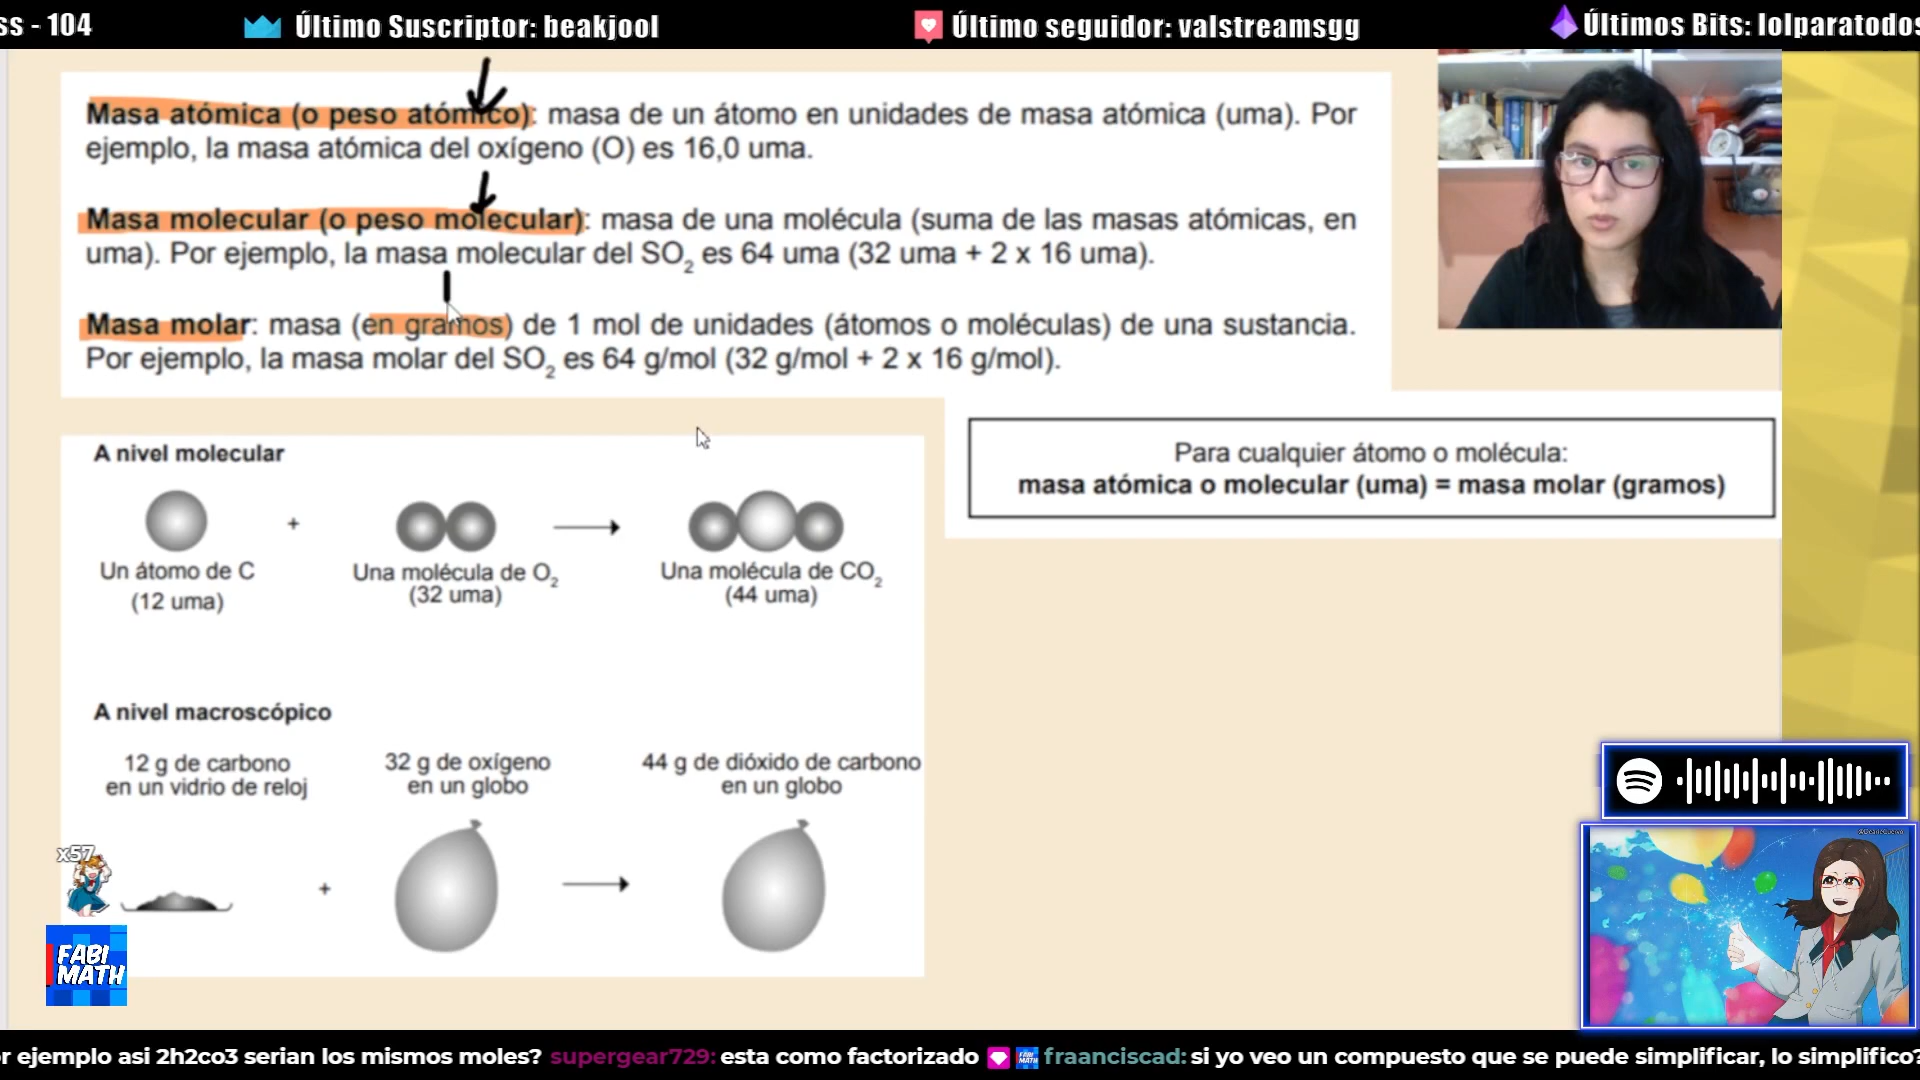 ss - 104
Último Suscriptor: beakjool
Último seguidor: valstreamsgg
Últimos Bits: lolparatodos
Masa atómica (o peso atómico): masa de un átomo en unidades de masa atómica (uma). Por
ejemplo, la masa atómica del oxígeno (O) es 16,0 uma.
Masa molecular (o peso molecular): masa de una molécula (suma de las masas atómicas, en
uma). Por ejemplo, la masa molecular del SO2 es 64 uma (32 uma + 2 x 16 uma).
Masa molar: masa (en gramos) de 1 mol de unidades (átomos o moléculas) de una sustancia.
Por ejemplo, la masa molar del SO2 es 64 g/mol (32 g/mol + 2 x 16 g/mol).
Para cualquier átomo o molécula:
masa atómica o molecular (uma) = masa molar (gramos)
A nivel molecular
+
Un átomo de C
(12 uma)
Una molécula de O2
(32 uma)
Una molécula de CO2
(44 uma)
A nivel macroscópico
12 g de carbono
en un vidrio de reloj
32 g de oxígeno
en un globo
44 g de dióxido de carbono
en un globo
+
x57
FABI
MATH
r ejemplo asi 2h2co3 serian los mismos moles? supergear729: esta como factorizado fraanciscad: si yo veo un compuesto que se puede simplificar, lo simplifico?